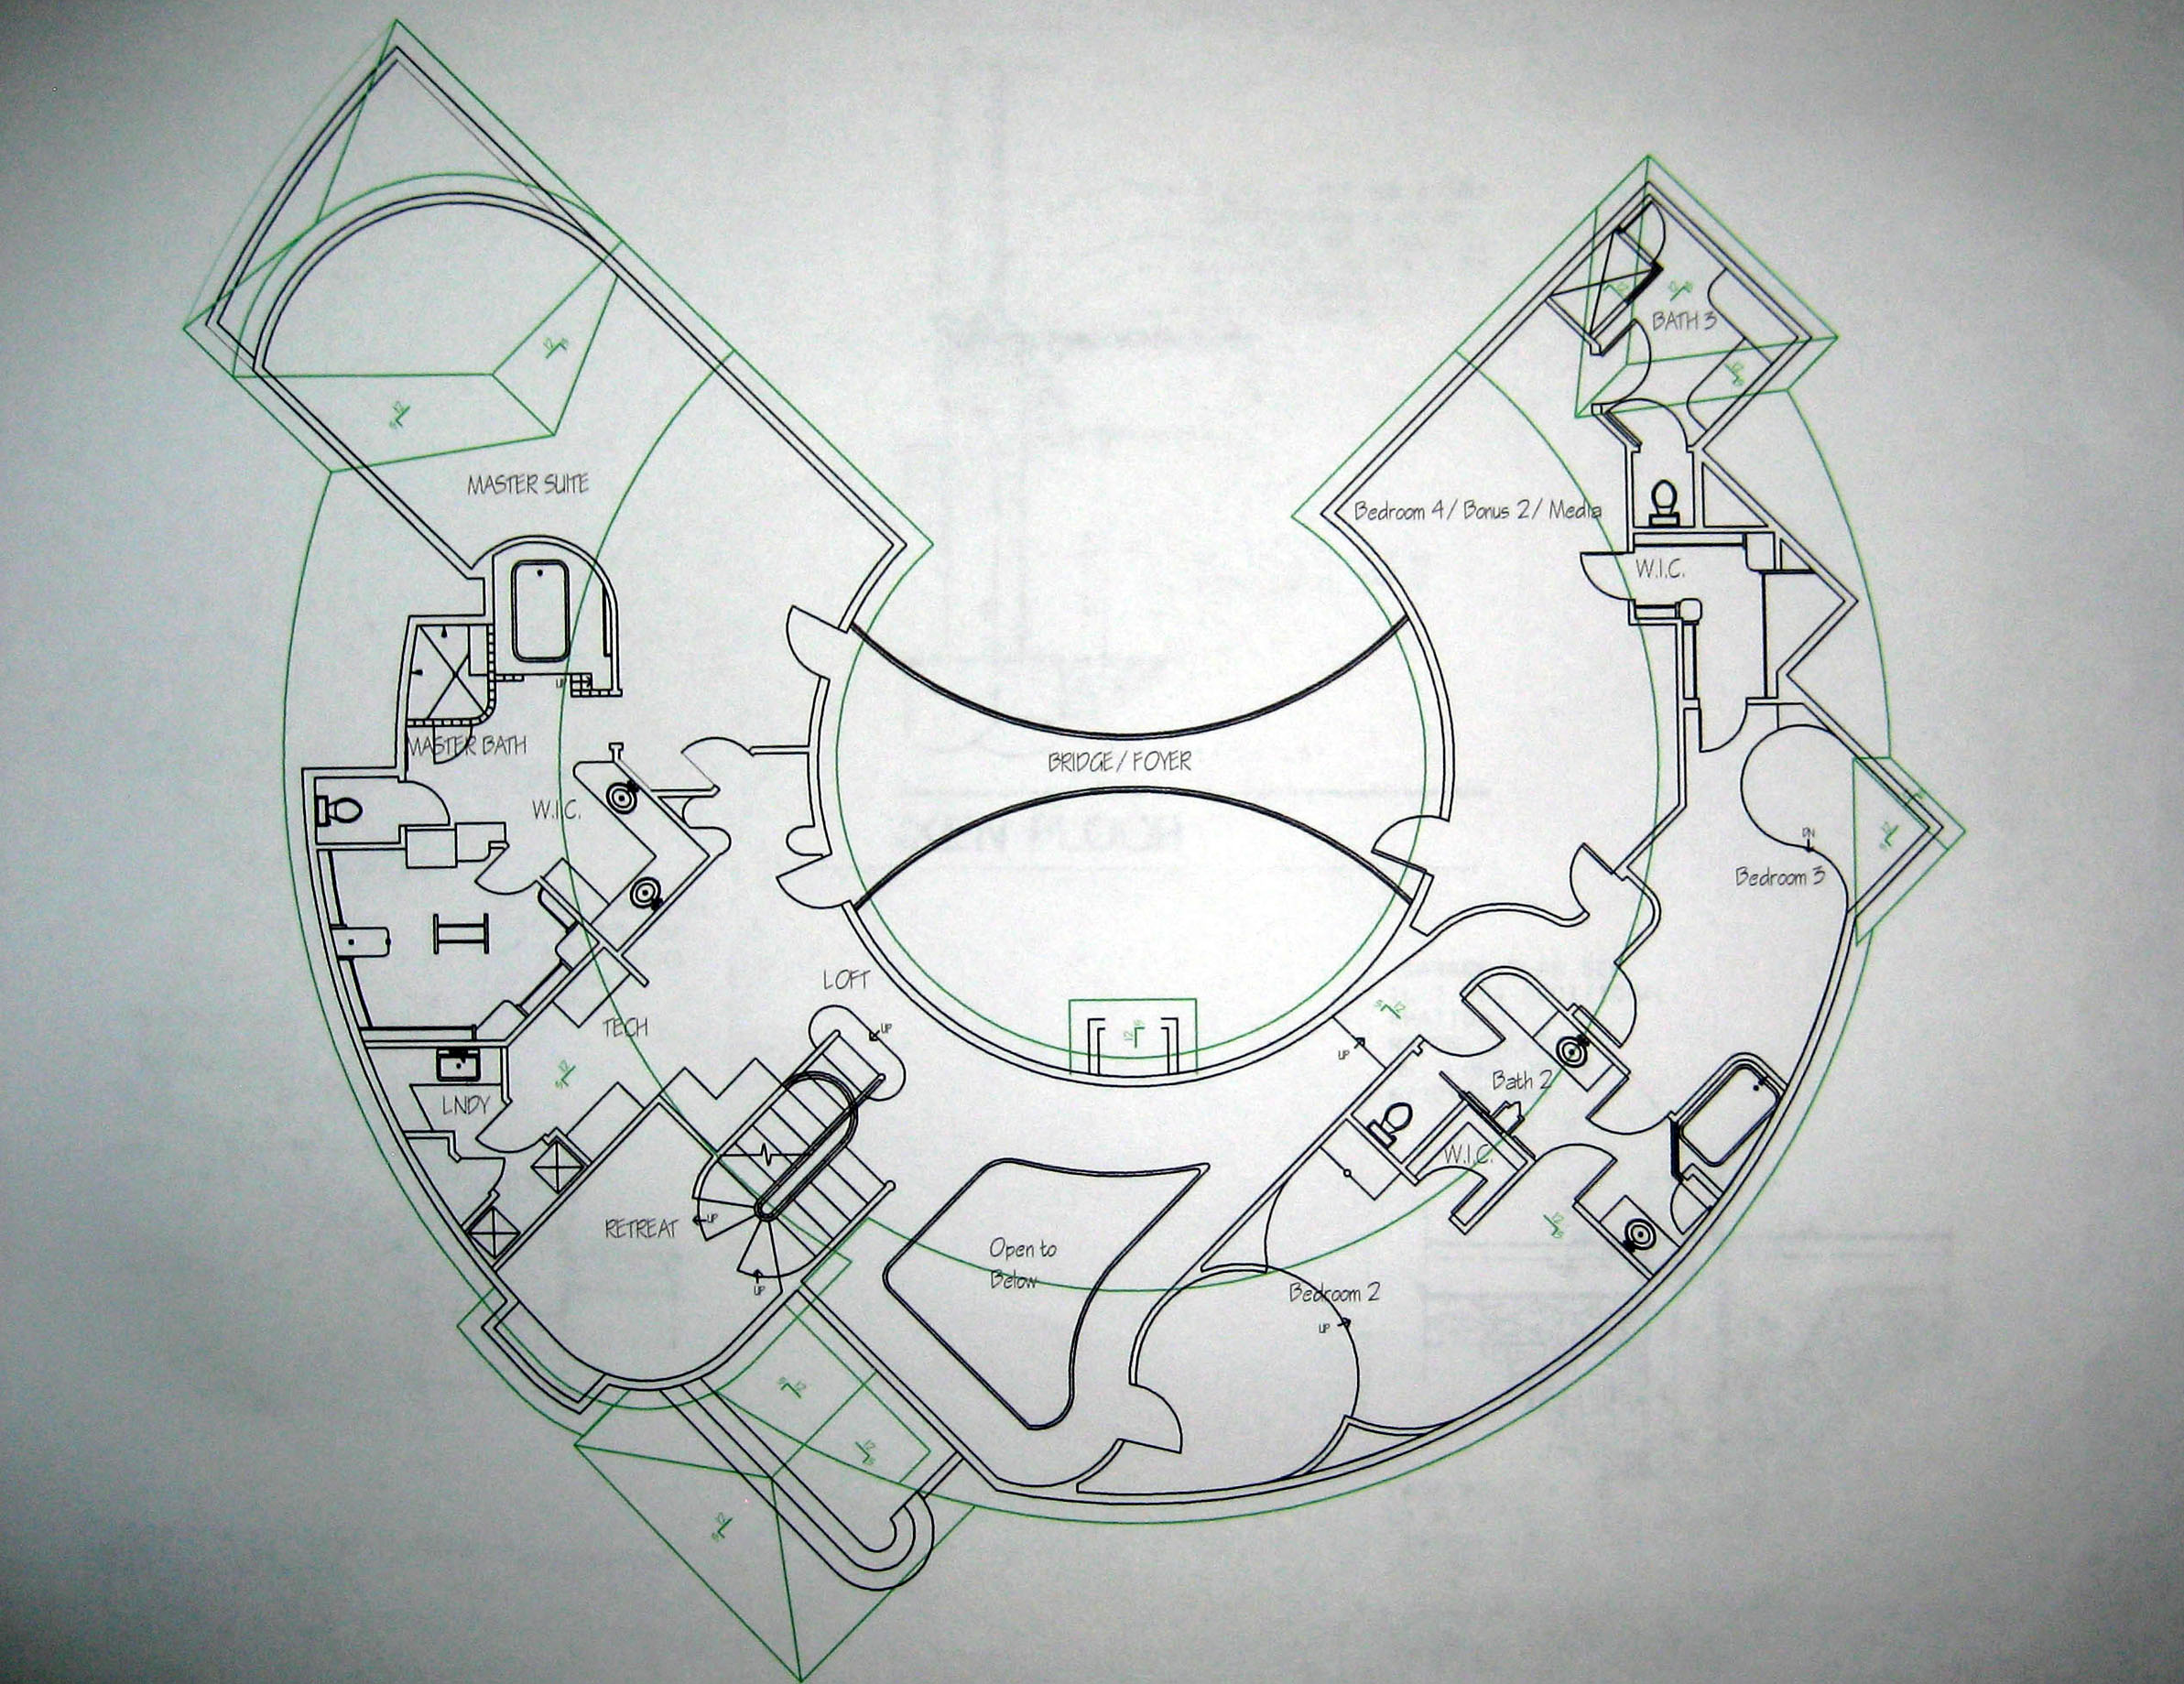 BATH 3
MASTER SUITE
Bedroom 4/ Bonus 2/ Media
W.I.C.
UP
MASTER BATH
BRIDGE / FOYER
W.I.C.
DN
Bedroom 3
LOFT
TECH
UP
UP
LNDY
Bath 2
W.I.C.
UP
RETREAT
Open to
Below
UP
Bedroom 2
UP